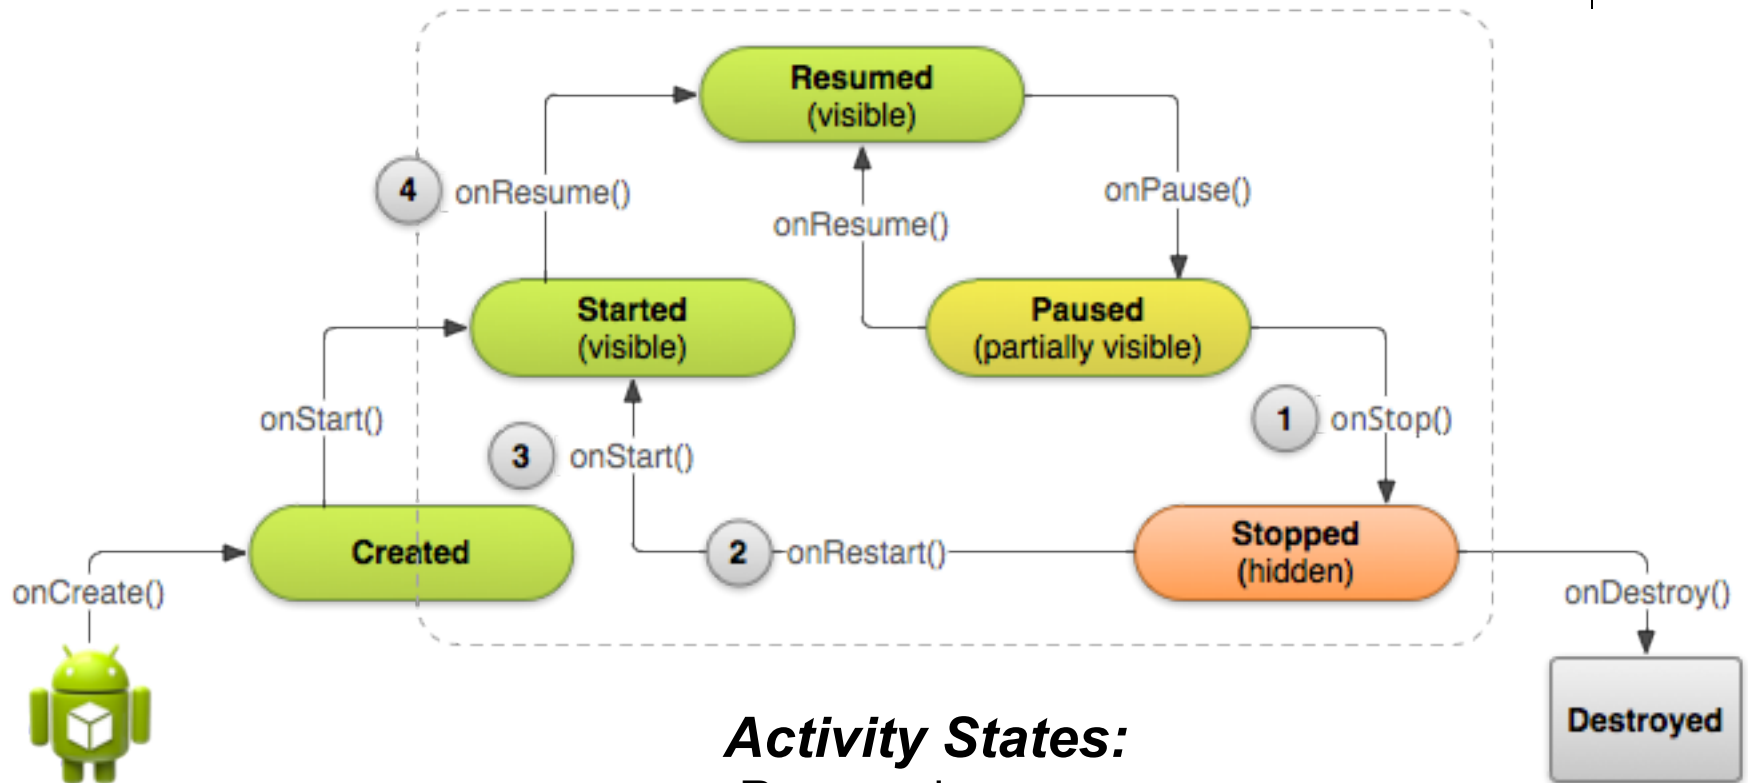 Resumed
(visible)
4
onResume()
onPause()
onResume()
Started
(visible)
Paused
(partially visible)
onStart()
3
onStart()
1
onStop()
Created
2
onRestart()
Stopped
(hidden)
onCreate()
onDestroy()
Destroyed
Activity States: